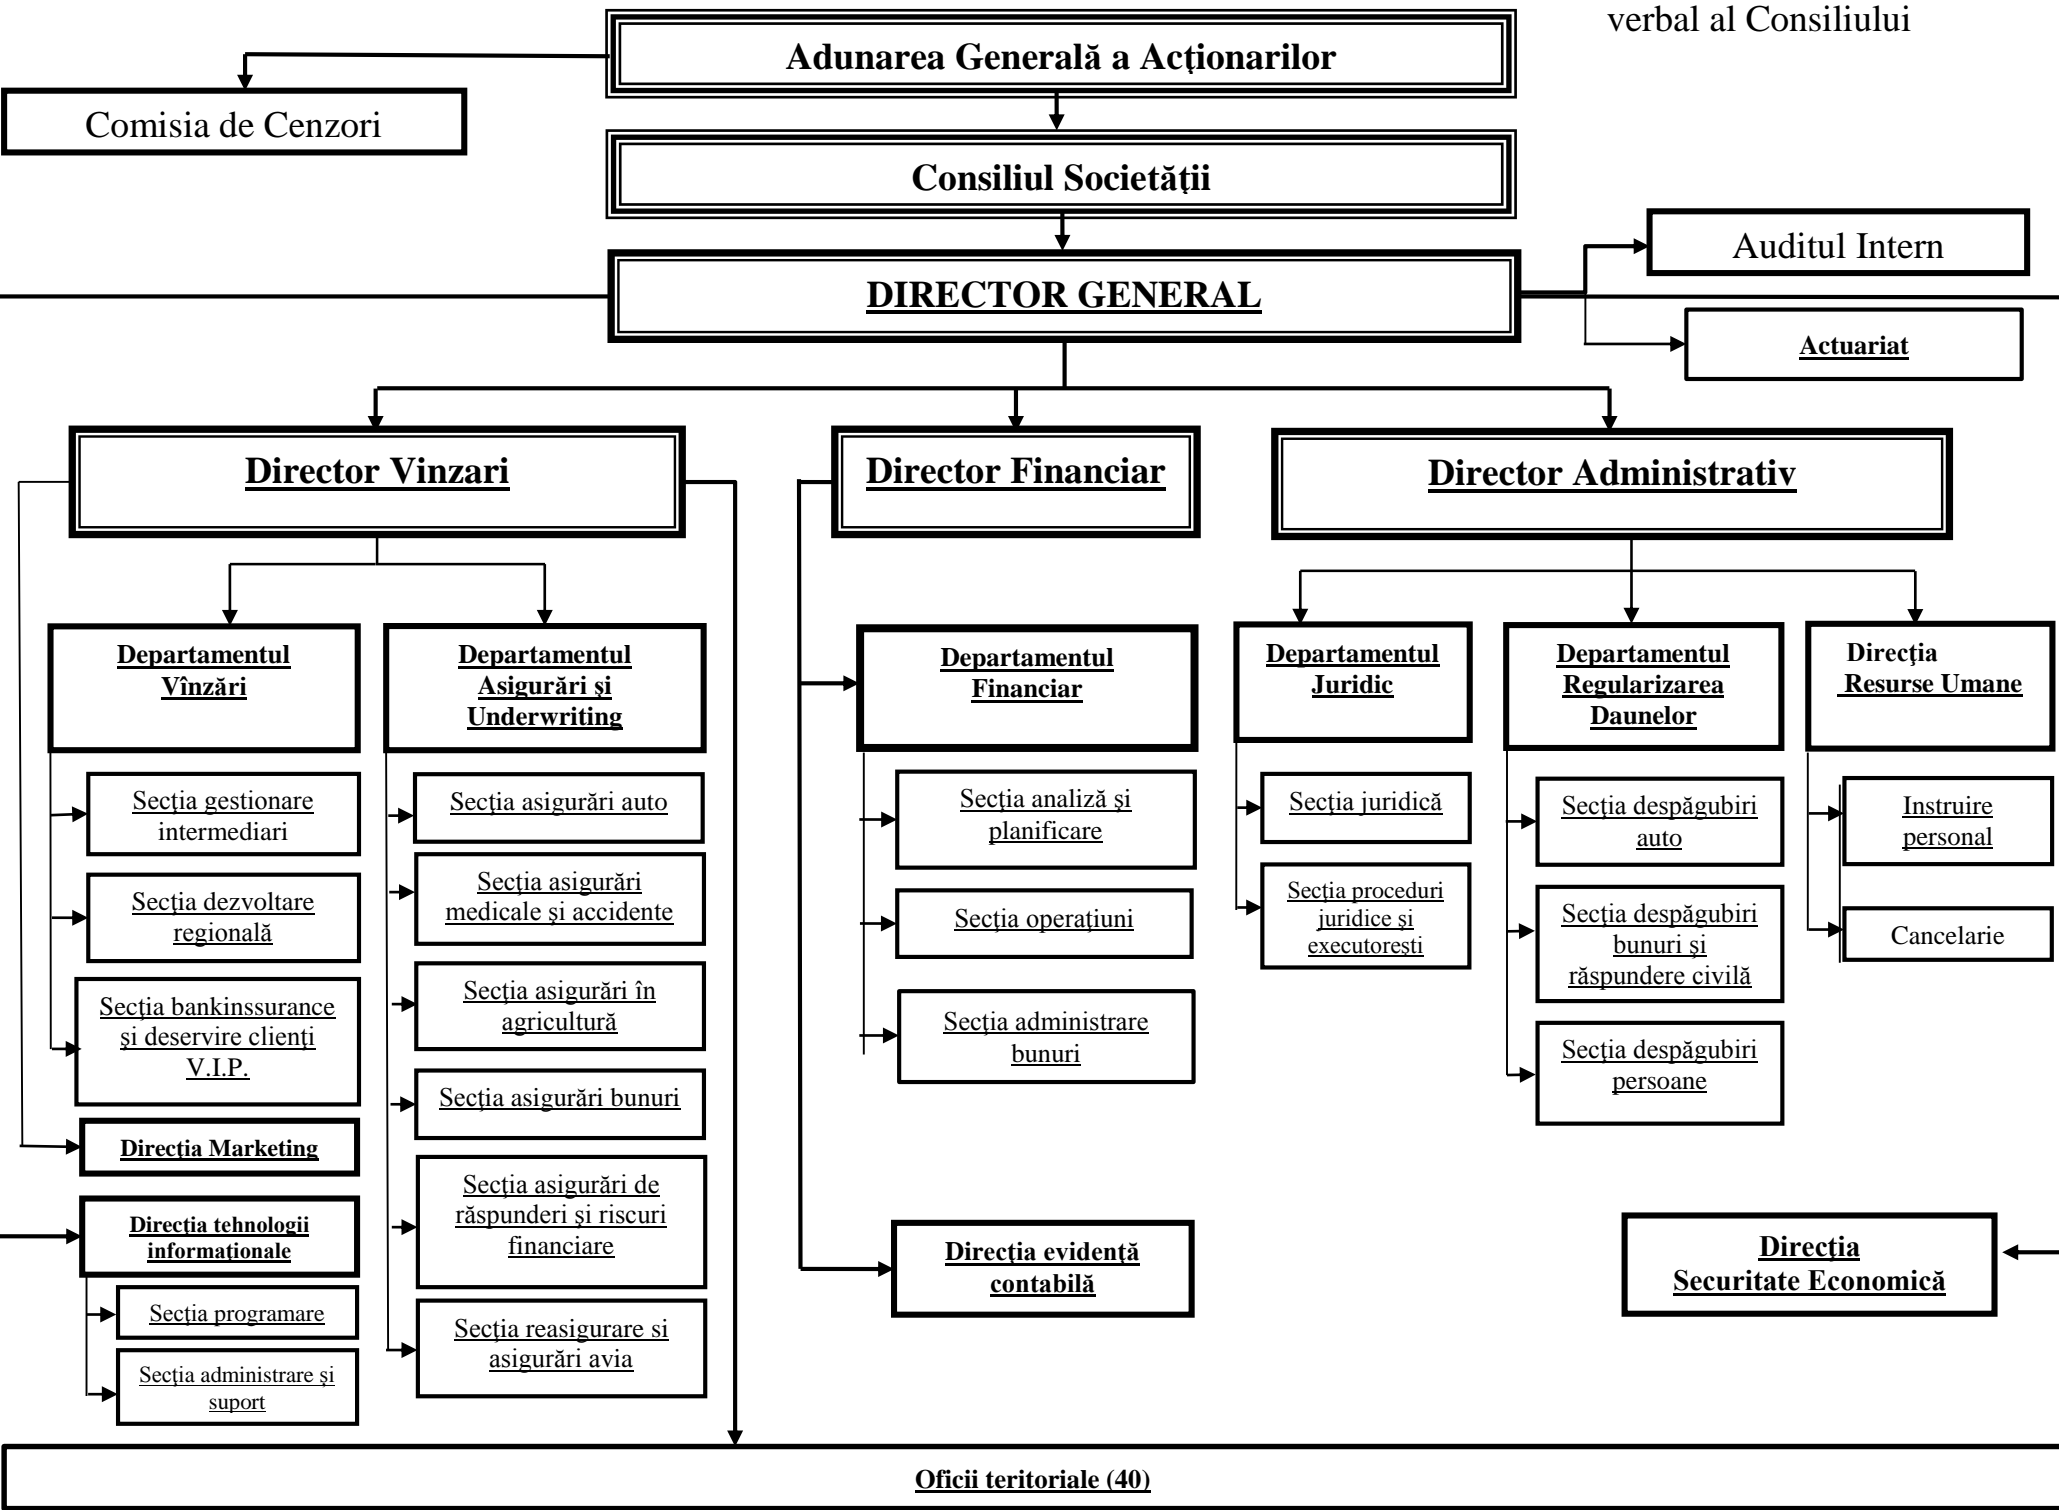 verbal al Consiliului
Adunarea Generală a Acţionarilor
Comisia de Cenzori
Consiliul Societăţii
Auditul Intern
DIRECTOR GENERAL
Actuariat
Director Vinzari
Director Financiar
Director Administrativ
Departamentul
Vînzări
Departamentul
Asigurări şi
Underwriting
Departamentul
Financiar
Departamentul
Juridic
Departamentul
Regularizarea
Daunelor
Direcţia
Resurse Umane
Secţia gestionare
intermediari
Secţia dezvoltare
regională
Secţia bankinssurance
şi deservire clienţi
V.I.P.
Direcţia Marketing
Direcţia tehnologii
informaţionale
Secţia programare
Secţia administrare şi
suport
Secţia asigurări auto
Secţia asigurări
medicale şi accidente
Secţia asigurări în
agricultură
Secţia asigurări bunuri
Secţia asigurări de
răspunderi şi riscuri
financiare
Secţia reasigurare si
asigurări avia
Secţia analiză şi
planificare
Secţia operaţiuni
Secţia administrare
bunuri
Direcţia evidenţă
contabilă
Secţia juridică
Secţia proceduri
juridice şi
executoreşti
Secţia despăgubiri
auto
Secţia despăgubiri
bunuri şi
răspundere civilă
Secţia despăgubiri
persoane
Instruire
personal
Cancelarie
Direcţia
Securitate Economică
Oficii teritoriale (40)